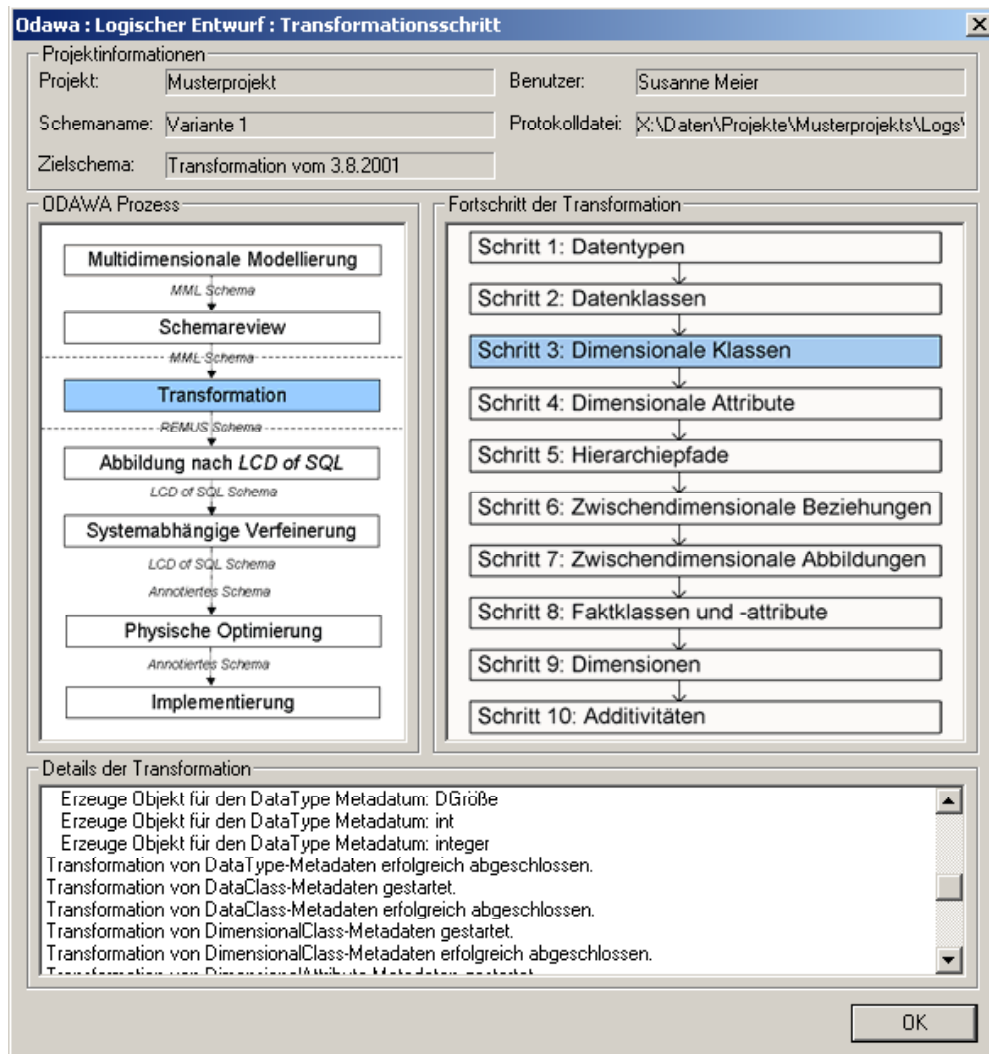 Odawa : Logischer Entwurf : Transformationsschritt
Projektinformationen
Projekt: Musterprojekt Benutzer: Susanne Meier
Schemaname: Variante 1 Protokolldatei: X:\Daten\Projekte\Musterprojekts\Logs\
Zielschema: Transformation vom 3.8.2001
ODAWA Prozess
Multidimensionale Modellierung
MML Schema
Schemareview
MML Schema
Transformation
REMUS Schema
Abbildung nach LCD of SQL
LCD of SQL Schema
Systemabhängige Verfeinerung
LCD of SQL Schema
Annotiertes Schema
Physische Optimierung
Annotiertes Schema
Implementierung
Fortschritt der Transformation
Schritt 1: Datentypen
Schritt 2: Datenklassen
Schritt 3: Dimensionale Klassen
Schritt 4: Dimensionale Attribute
Schritt 5: Hierarchiepfade
Schritt 6: Zwischendimensionale Beziehungen
Schritt 7: Zwischendimensionale Abbildungen
Schritt 8: Faktklassen und -attribute
Schritt 9: Dimensionen
Schritt 10: Additivitäten
Details der Transformation
Erzeuge Objekt für den DataType Metadatum: DGröße
Erzeuge Objekt für den DataType Metadatum: int
Erzeuge Objekt für den DataType Metadatum: integer
Transformation von DataType-Metadaten erfolgreich abgeschlossen.
Transformation von DataClass-Metadaten gestartet.
Transformation von DataClass-Metadaten erfolgreich abgeschlossen.
Transformation von DimensionalClass-Metadaten gestartet.
Transformation von DimensionalClass-Metadaten erfolgreich abgeschlossen.
Transformation von DimensionalAttribute-Metadaten gestartet.
OK